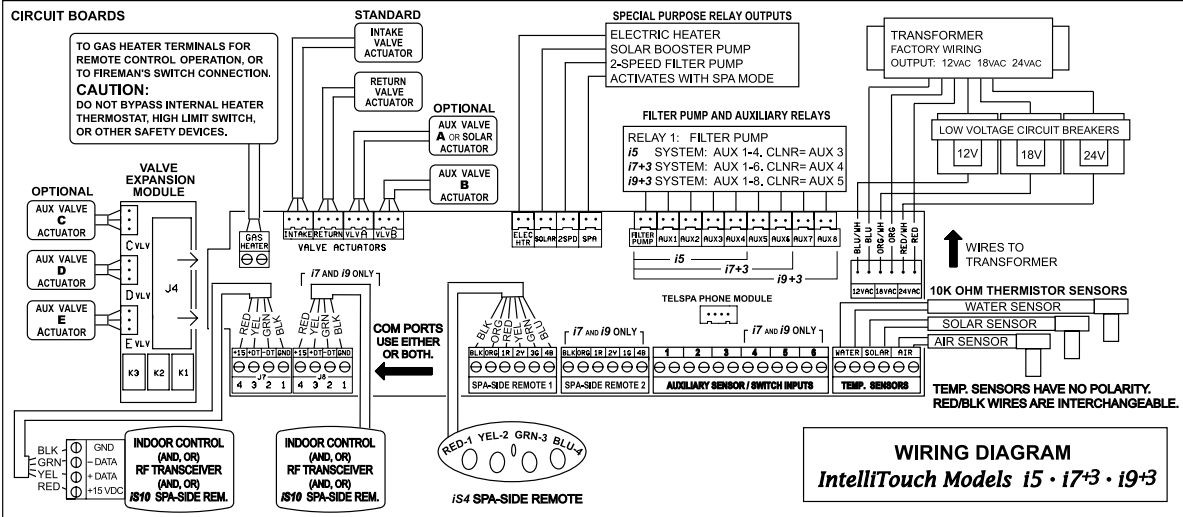 CIRCUIT BOARDS
TO GAS HEATER TERMINALS FOR
REMOTE CONTROL OPERATION, OR
TO FIREMAN'S SWITCH CONNECTION.
CAUTION:
DO NOT BYPASS INTERNAL HEATER
THERMOSTAT, HIGH LIMIT SWITCH,
OR OTHER SAFETY DEVICES.
STANDARD
INTAKE
VALVE
ACTUATOR
RETURN
VALVE
ACTUATOR
OPTIONAL
AUX VALVE
A OR SOLAR
ACTUATOR
AUX VALVE
B
ACTUATOR
SPECIAL PURPOSE RELAY OUTPUTS
ELECTRIC HEATER
SOLAR BOOSTER PUMP
2-SPEED FILTER PUMP
ACTIVATES WITH SPA MODE
FILTER PUMP AND AUXILIARY RELAYS
RELAY 1: FILTER PUMP
i5 SYSTEM: AUX 1-4. CLNR= AUX 3
i7+3 SYSTEM: AUX 1-6. CLNR= AUX 4
i9+3 SYSTEM: AUX 1-8. CLNR= AUX 5
TRANSFORMER
FACTORY WIRING
OUTPUT: 12VAC 18VAC 24VAC
LOW VOLTAGE CIRCUIT BREAKERS
12V 18V 24V
VALVE
EXPANSION
MODULE
OPTIONAL
AUX VALVE
C
ACTUATOR
AUX VALVE
D
ACTUATOR
AUX VALVE
E
ACTUATOR
C VLV
D VLV
E VLV
J4
K3 K2 K1
GAS
HEATER
INTAKE RETURN VLVA VLVB
VALVE ACTUATORS
ELEC
HTR SOLAR 2SPD SPA
FILTER
PUMP AUX1 AUX2 AUX3 AUX4 AUX5 AUX6 AUX7 AUX8
i5
i7+3
i9+3
BLU/WH BLU ORG/WH ORG RED/WH RED
12VAC 18VAC 24VAC
WIRES TO
TRANSFORMER
10K OHM THERMISTOR SENSORS
WATER SENSOR
SOLAR SENSOR
AIR SENSOR
TEMP. SENSORS HAVE NO POLARITY.
RED/BLK WIRES ARE INTERCHANGEABLE.
TELSPA PHONE MODULE
i7 AND i9 ONLY
RED YEL GRN BLK
RED YEL GRN BLK
+15 +DT -DT GND
J7
4 3 2 1
+15 +DT -DT GND
J8
4 3 2 1
COM PORTS
USE EITHER
OR BOTH.
BLK ORG RED YEL GRN BLU
BLK ORG 1R 2Y 3G 4B
SPA-SIDE REMOTE 1
i7 AND i9 ONLY
BLK ORG 1R 2Y 1G 4B
SPA-SIDE REMOTE 2
i7 AND i9 ONLY
1 2 3 4 5 6
AUXILIARY SENSOR / SWITCH INPUTS
WATER SOLAR AIR
TEMP. SENSORS
BLK GND
GRN - DATA
YEL + DATA
RED +15 VDC
INDOOR CONTROL
(AND, OR)
RF TRANSCEIVER
(AND, OR)
iS10 SPA-SIDE REM.
INDOOR CONTROL
(AND, OR)
RF TRANSCEIVER
(AND, OR)
iS10 SPA-SIDE REM.
RED-1 YEL-2 GRN-3 BLU-4
iS4 SPA-SIDE REMOTE
WIRING DIAGRAM
IntelliTouch Models i5 · i7+3 · i9+3